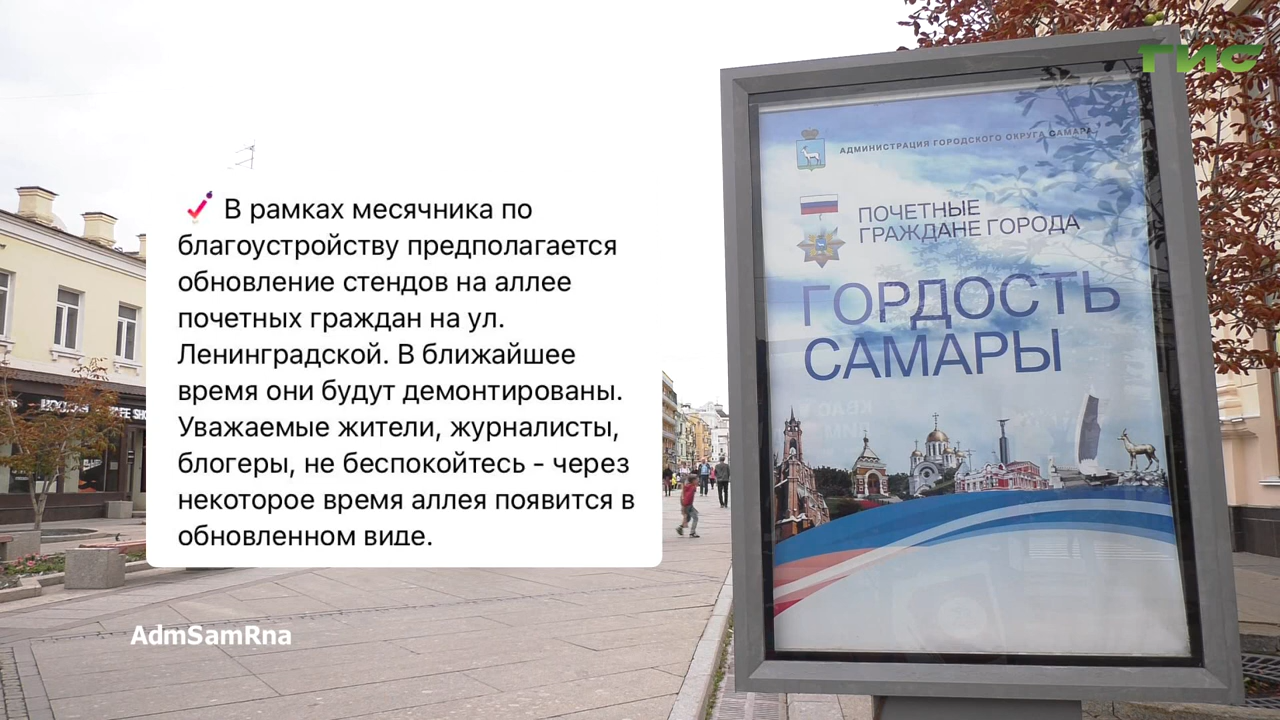 В рамках месячника по
благоустройству предполагается
обновление стендов на аллее
почетных граждан на ул.
Ленинградской. В ближайшее
время они будут демонтированы.
Уважаемые жители, журналисты,
блогеры, не беспокойтесь - через
некоторое время аллея появится в
обновленном виде.
AdmSamRna
АДМИНИСТРАЦИЯ ГОРОДСКОГО ОКРУГА САМАРА
ПОЧЕТНЫЕ
ГРАЖДАНЕ ГОРОДА
ГОРДОСТЬ
САМАРЫ
ТИС